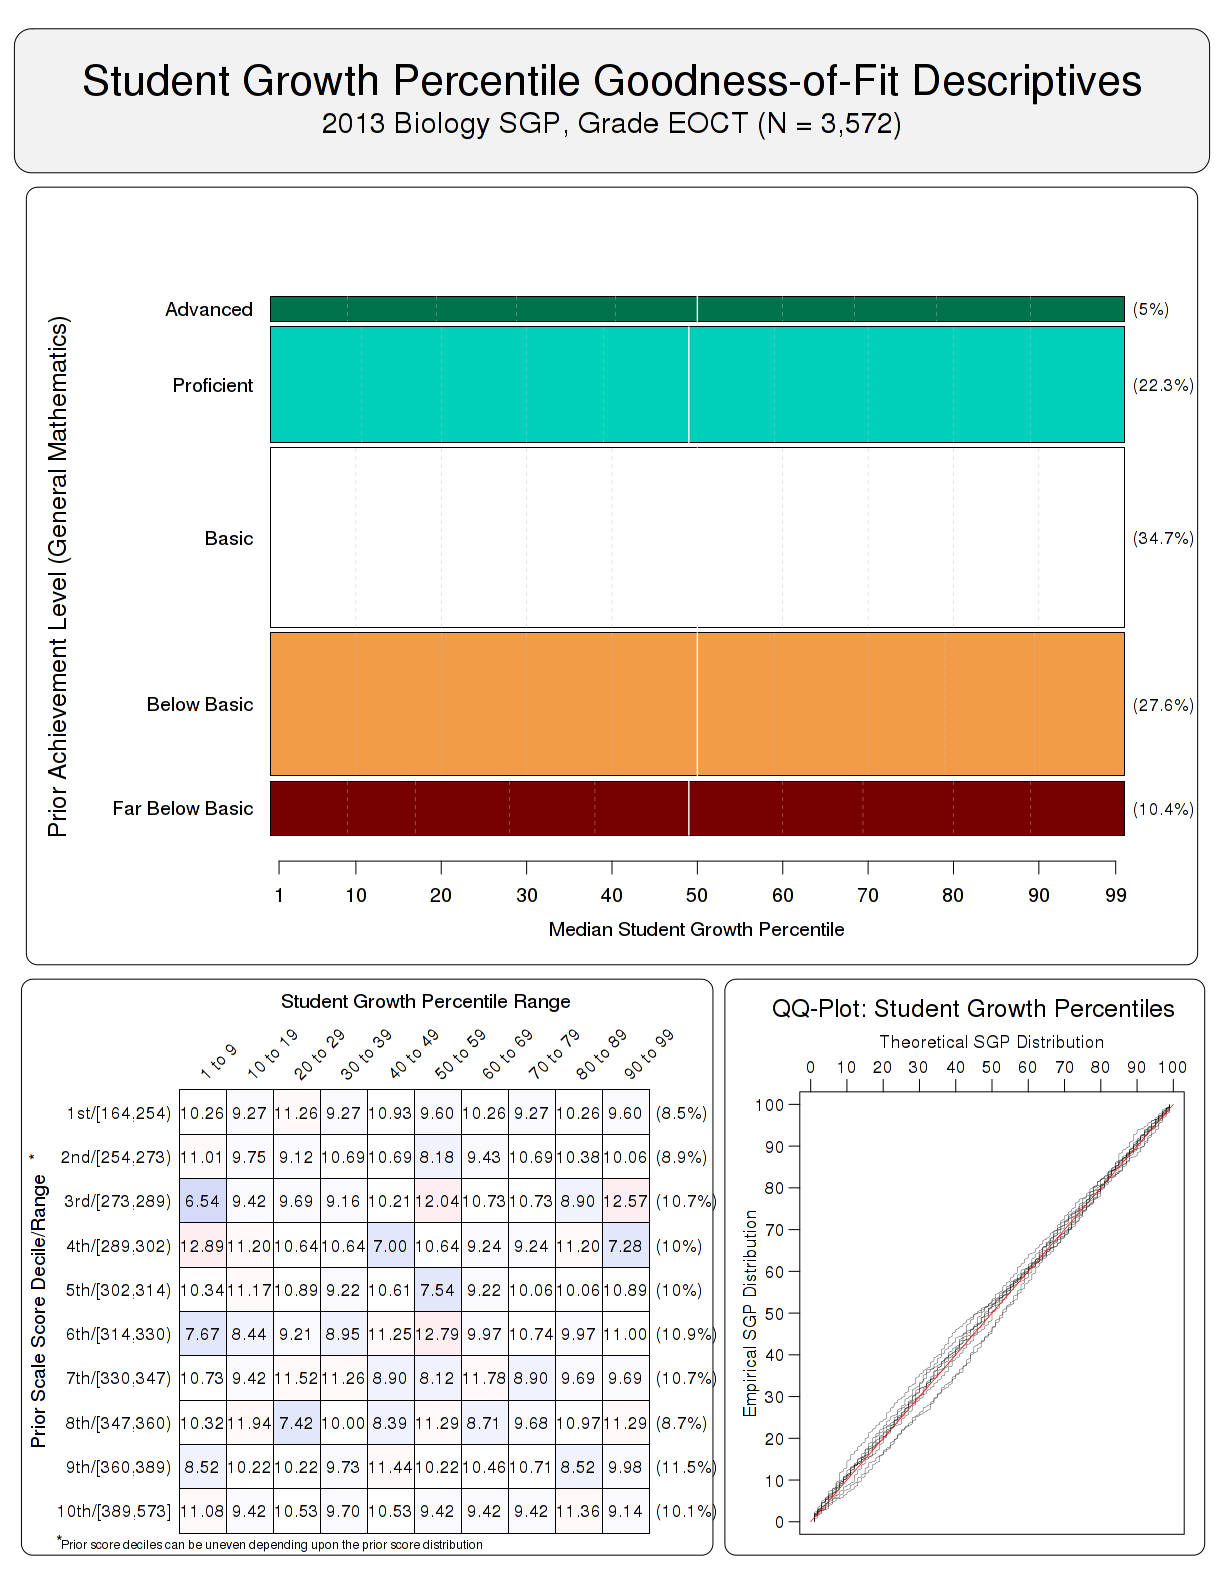 Student Growth Percentile Goodness-of-Fit Descriptives
2013 Biology SGP, Grade EOCT (N = 3,572)
Prior Achievement Level (General Mathematics)
Advanced (5%)
Proficient (22.3%)
Basic (34.7%)
Below Basic (27.6%)
Far Below Basic (10.4%)
1 10 20 30 40 50 60 70 80 90 99
Median Student Growth Percentile
Student Growth Percentile Range
1 to 9 10 to 19 20 to 29 30 to 39 40 to 49 50 to 59 60 to 69 70 to 79 80 to 89 90 to 99
Prior Scale Score Decile/Range *
1st/[164,254) 10.26 9.27 11.26 9.27 10.93 9.60 10.26 9.27 10.26 9.60 (8.5%)
2nd/[254,273) 11.01 9.75 9.12 10.69 10.69 8.18 9.43 10.69 10.38 10.06 (8.9%)
3rd/[273,289) 6.54 9.42 9.69 9.16 10.21 12.04 10.73 10.73 8.90 12.57 (10.7%)
4th/[289,302) 12.89 11.20 10.64 10.64 7.00 10.64 9.24 9.24 11.20 7.28 (10%)
5th/[302,314) 10.34 11.17 10.89 9.22 10.61 7.54 9.22 10.06 10.06 10.89 (10%)
6th/[314,330) 7.67 8.44 9.21 8.95 11.25 12.79 9.97 10.74 9.97 11.00 (10.9%)
7th/[330,347) 10.73 9.42 11.52 11.26 8.90 8.12 11.78 8.90 9.69 9.69 (10.7%)
8th/[347,360) 10.32 11.94 7.42 10.00 8.39 11.29 8.71 9.68 10.97 11.29 (8.7%)
9th/[360,389) 8.52 10.22 10.22 9.73 11.44 10.22 10.46 10.71 8.52 9.98 (11.5%)
10th/[389,573] 11.08 9.42 10.53 9.70 10.53 9.42 9.42 9.42 11.36 9.14 (10.1%)
*Prior score deciles can be uneven depending upon the prior score distribution
QQ-Plot: Student Growth Percentiles
Theoretical SGP Distribution
0 10 20 30 40 50 60 70 80 90 100
Empirical SGP Distribution
100
90
80
70
60
50
40
30
20
10
0